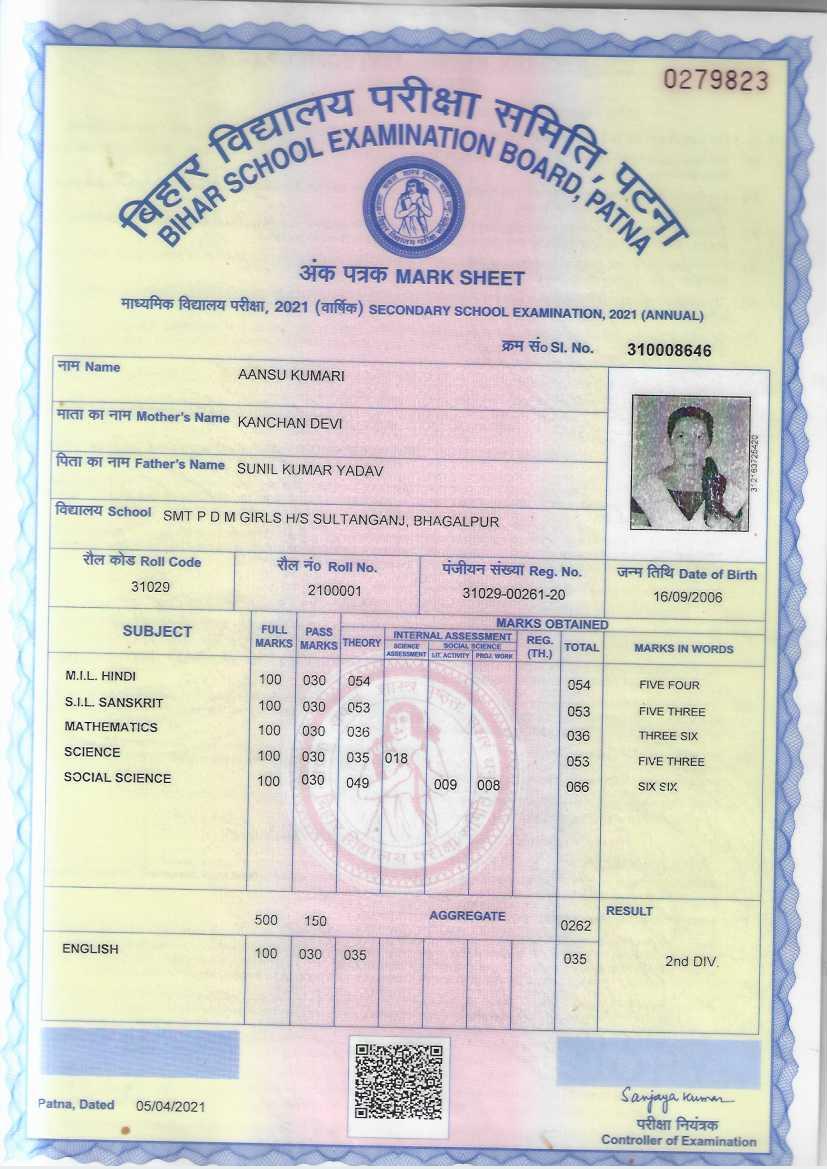 0279823
बिहार विद्यालय परीक्षा समिति, पटना
BIHAR SCHOOL EXAMINATION BOARD, PATNA
अंक पत्रक MARK SHEET
माध्यमिक विद्यालय परीक्षा, 2021 (वार्षिक) SECONDARY SCHOOL EXAMINATION, 2021 (ANNUAL)
क्रम सं० Sl. No. 310008646
नाम Name AANSU KUMARI
माता का नाम Mother's Name KANCHAN DEVI
पिता का नाम Father's Name SUNIL KUMAR YADAV
विद्यालय School SMT P D M GIRLS H/S SULTANGANJ, BHAGALPUR
रौल कोड Roll Code रौल नं० Roll No. पंजीयन संख्या Reg. No. जन्म तिथि Date of Birth
31029 2100001 31029-00261-20 16/09/2006
MARKS OBTAINED
SUBJECT FULL MARKS PASS MARKS THEORY INTERNAL ASSESSMENT REG. (TH.) TOTAL MARKS IN WORDS
SCIENCE ASSESSMENT SOCIAL SCIENCE
LIT. ACTIVITY PROJ. WORK
M.I.L. HINDI 100 030 054 054 FIVE FOUR
S.I.L. SANSKRIT 100 030 053 053 FIVE THREE
MATHEMATICS 100 030 036 036 THREE SIX
SCIENCE 100 030 035 018 053 FIVE THREE
SOCIAL SCIENCE 100 030 049 009 008 066 SIX SIX
500 150 AGGREGATE 0262 RESULT
ENGLISH 100 030 035 035 2nd DIV.
Patna, Dated 05/04/2021
Sanjaya Kumar
परीक्षा नियंत्रक
Controller of Examination